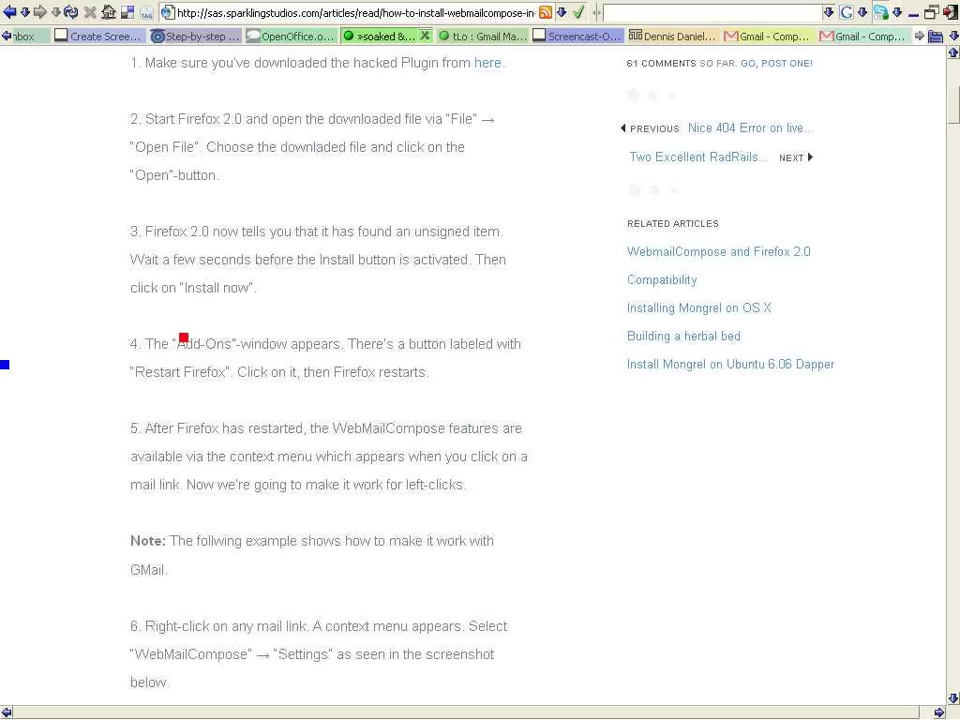 http://sas.sparklingstudios.com/articles/read/how-to-install-webmailcompose-in-
nbox
Create Scree...
Step-by-step ...
OpenOffice.o...
»soaked &...
tLo : Gmail Ma...
Screencast-O...
Dennis Daniel...
Gmail - Comp...
Gmail - Comp...
1. Make sure you've downloaded the hacked Plugin from here.
2. Start Firefox 2.0 and open the downloaded file via "File" →
"Open File". Choose the downladed file and click on the
"Open"-button.
3. Firefox 2.0 now tells you that it has found an unsigned item.
Wait a few seconds before the Install button is activated. Then
click on "Install now".
4. The "Add-Ons"-window appears. There's a button labeled with
"Restart Firefox". Click on it, then Firefox restarts.
5. After Firefox has restarted, the WebMailCompose features are
available via the context menu which appears when you click on a
mail link. Now we're going to make it work for left-clicks.
Note: The follwing example shows how to make it work with
GMail.
6. Right-click on any mail link. A context menu appears. Select
"WebMailCompose" → "Settings" as seen in the screenshot
below.
61 COMMENTS SO FAR. GO, POST ONE!
PREVIOUS Nice 404 Error on live...
Two Excellent RadRails... NEXT
RELATED ARTICLES
WebmailCompose and Firefox 2.0
Compatibility
Installing Mongrel on OS X
Building a herbal bed
Install Mongrel on Ubuntu 6.06 Dapper